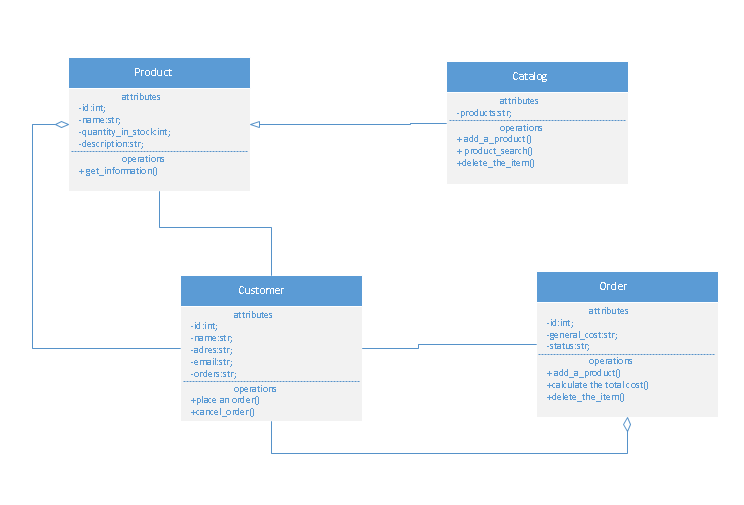 Product
attributes
-id:int;
-name:str;
-quantity_in_stock:int;
-description:str;
operations
+get_information()
Catalog
attributes
-products:str;
operations
+add_a_product()
+ product_search()
+delete_the_item()
Customer
attributes
-id:int;
-name:str;
-adres:str;
-email:str;
-orders:str;
operations
+place an order()
+cancel_order()
Order
attributes
-id:int;
-general_cost:str;
-status:str;
operations
+ add_a_product()
+calculate the total cost()
+delete_the_item()